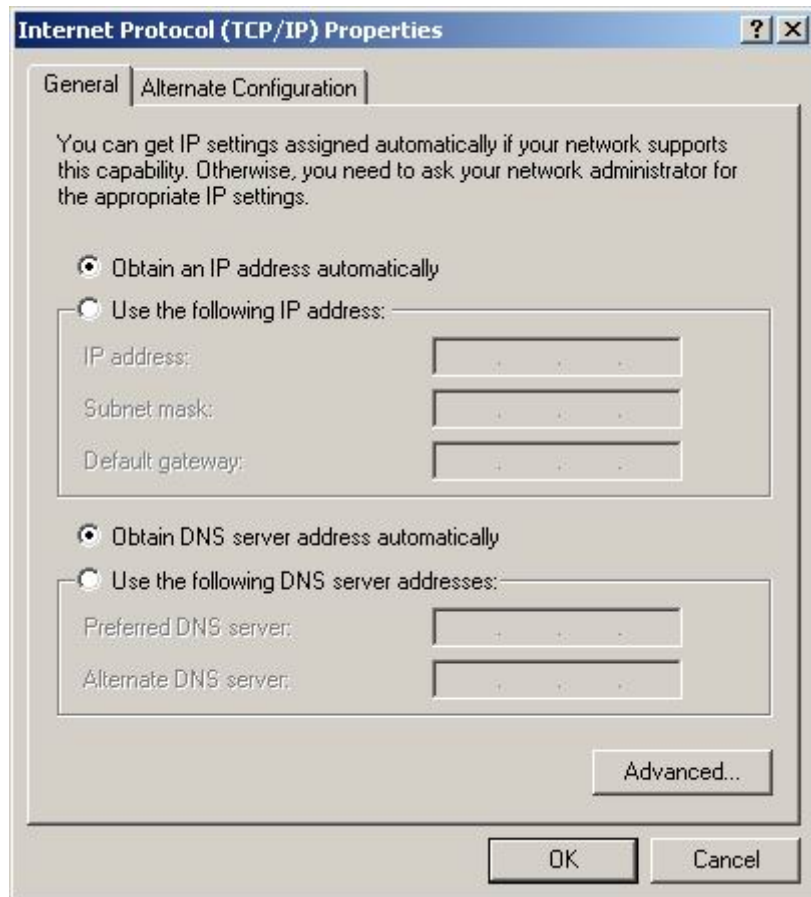 Internet Protocol (TCP/IP) Properties
General
Alternate Configuration
You can get IP settings assigned automatically if your network supports
this capability. Otherwise, you need to ask your network administrator for
the appropriate IP settings.
Obtain an IP address automatically
Use the following IP address:
IP address:
Subnet mask:
Default gateway:
Obtain DNS server address automatically
Use the following DNS server addresses:
Preferred DNS server:
Alternate DNS server:
Advanced...
OK
Cancel